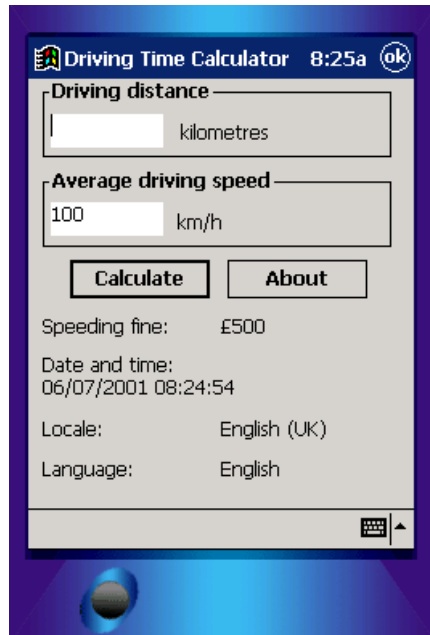 Driving Time Calculator 8:25a ok
Driving distance
kilometres
Average driving speed
100 km/h
Calculate About
Speeding fine: £500
Date and time:
06/07/2001 08:24:54
Locale: English (UK)
Language: English